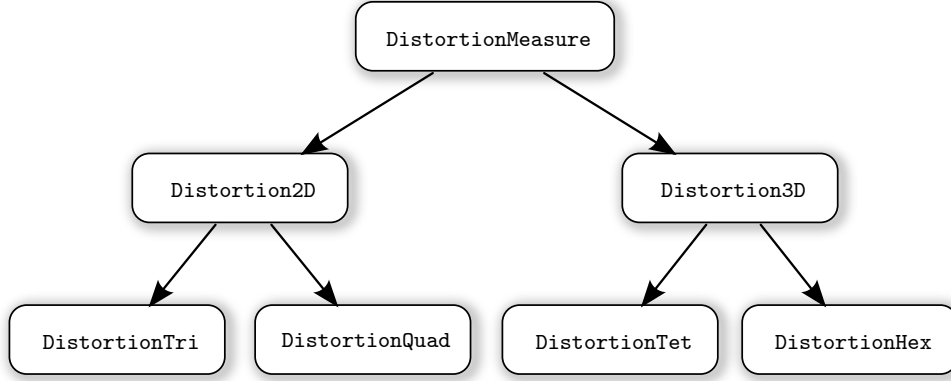 DistortionMeasure
Distortion2D
Distortion3D
DistortionTri
DistortionQuad
DistortionTet
DistortionHex